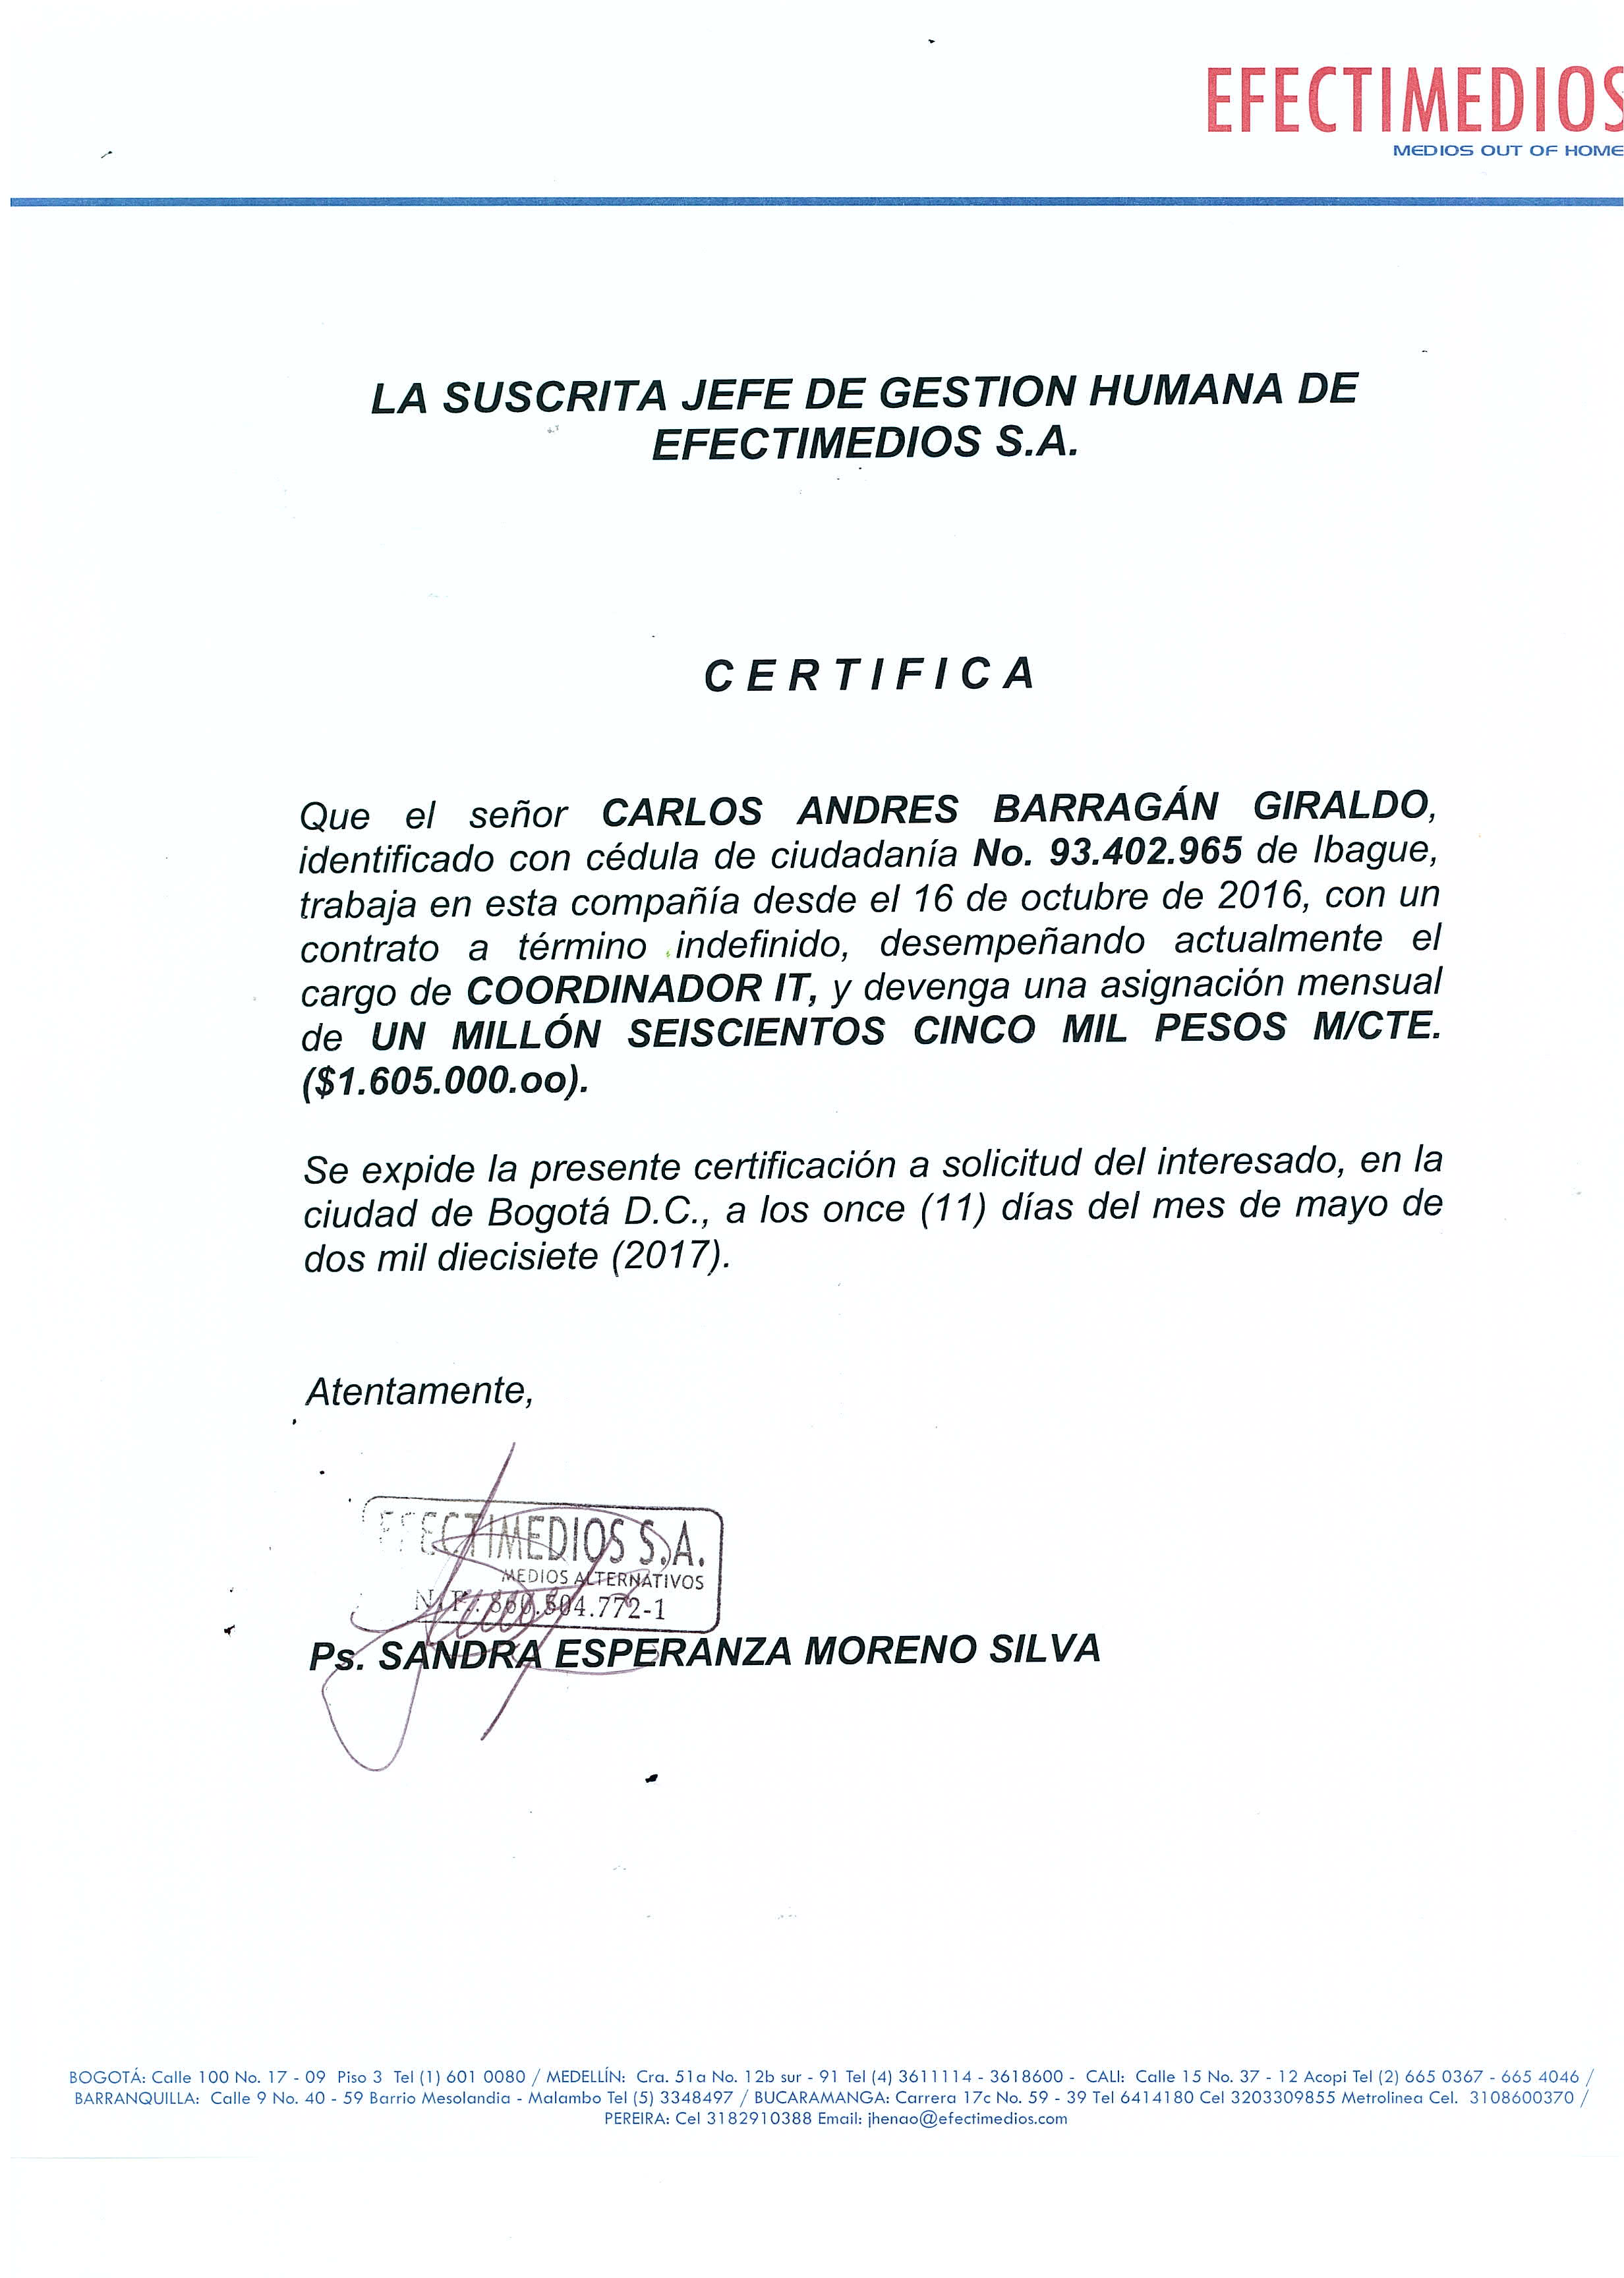 EFECTIMEDIOS
MEDIOS OUT OF HOME
LA SUSCRITA JEFE DE GESTION HUMANA DE
EFECTIMEDIOS S.A.
C E R T I F I C A
Que el señor CARLOS ANDRES BARRAGÁN GIRALDO,
identificado con cédula de ciudadanía No. 93.402.965 de Ibague,
trabaja en esta compañía desde el 16 de octubre de 2016, con un
contrato a término indefinido, desempeñando actualmente el
cargo de COORDINADOR IT, y devenga una asignación mensual
de UN MILLÓN SEISCIENTOS CINCO MIL PESOS M/CTE.
($1.605.000.oo).
Se expide la presente certificación a solicitud del interesado, en la
ciudad de Bogotá D.C., a los once (11) días del mes de mayo de
dos mil diecisiete (2017).
Atentamente,
EFECTIMEDIOS S.A.
MEDIOS ALTERNATIVOS
NIT: 860.504.772-1
Ps. SANDRA ESPERANZA MORENO SILVA
BOGOTÁ: Calle 100 No. 17 - 09 Piso 3 Tel (1) 601 0080 / MEDELLÍN: Cra. 51a No. 12b sur - 91 Tel (4) 3611114 - 3618600 - CALI: Calle 15 No. 37 - 12 Acopi Tel (2) 665 0367 - 665 4046 /
BARRANQUILLA: Calle 9 No. 40 - 59 Barrio Mesolandia - Malambo Tel (5) 3348497 / BUCARAMANGA: Carrera 17c No. 59 - 39 Tel 6414180 Cel 3203309855 Metrolinea Cel. 3108600370 /
PEREIRA: Cel 3182910388 Email: jhenao@efectimedios.com